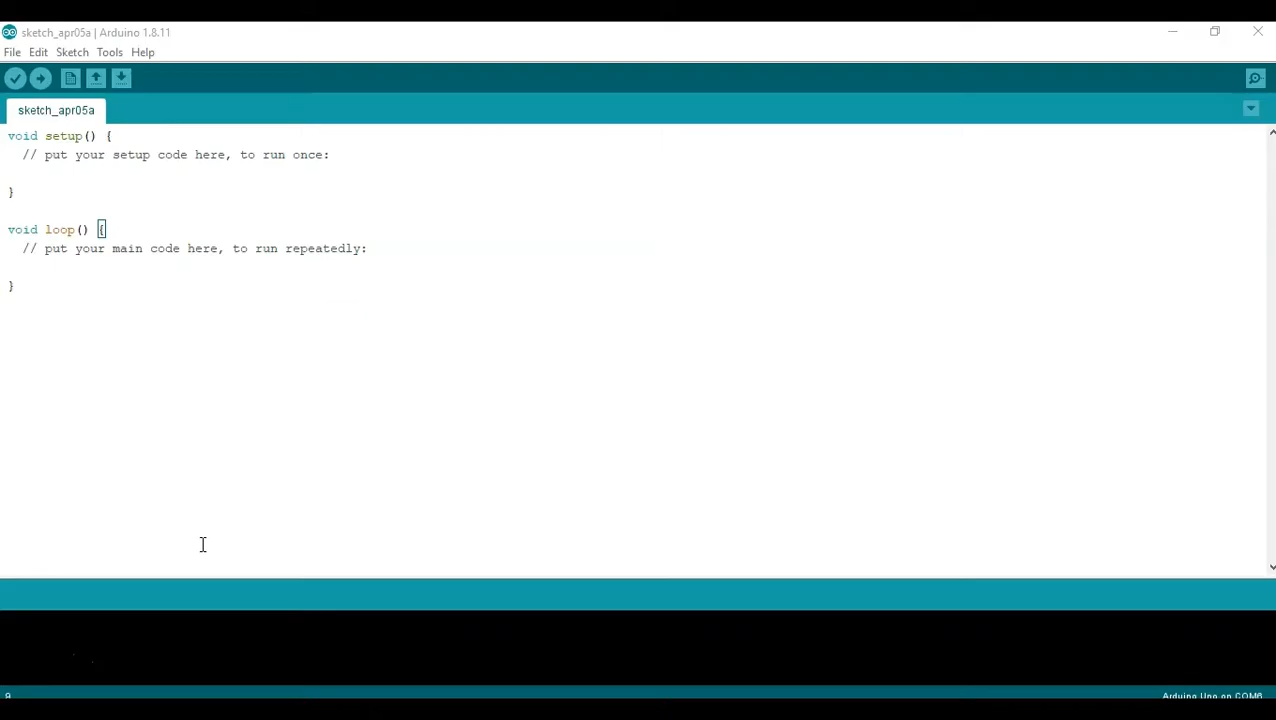 sketch_apr05a | Arduino 1.8.11
File Edit Sketch Tools Help
sketch_apr05a
void setup() {
// put your setup code here, to run once:
}
void loop() {
// put your main code here, to run repeatedly:
}
9
Arduino Uno on COM6